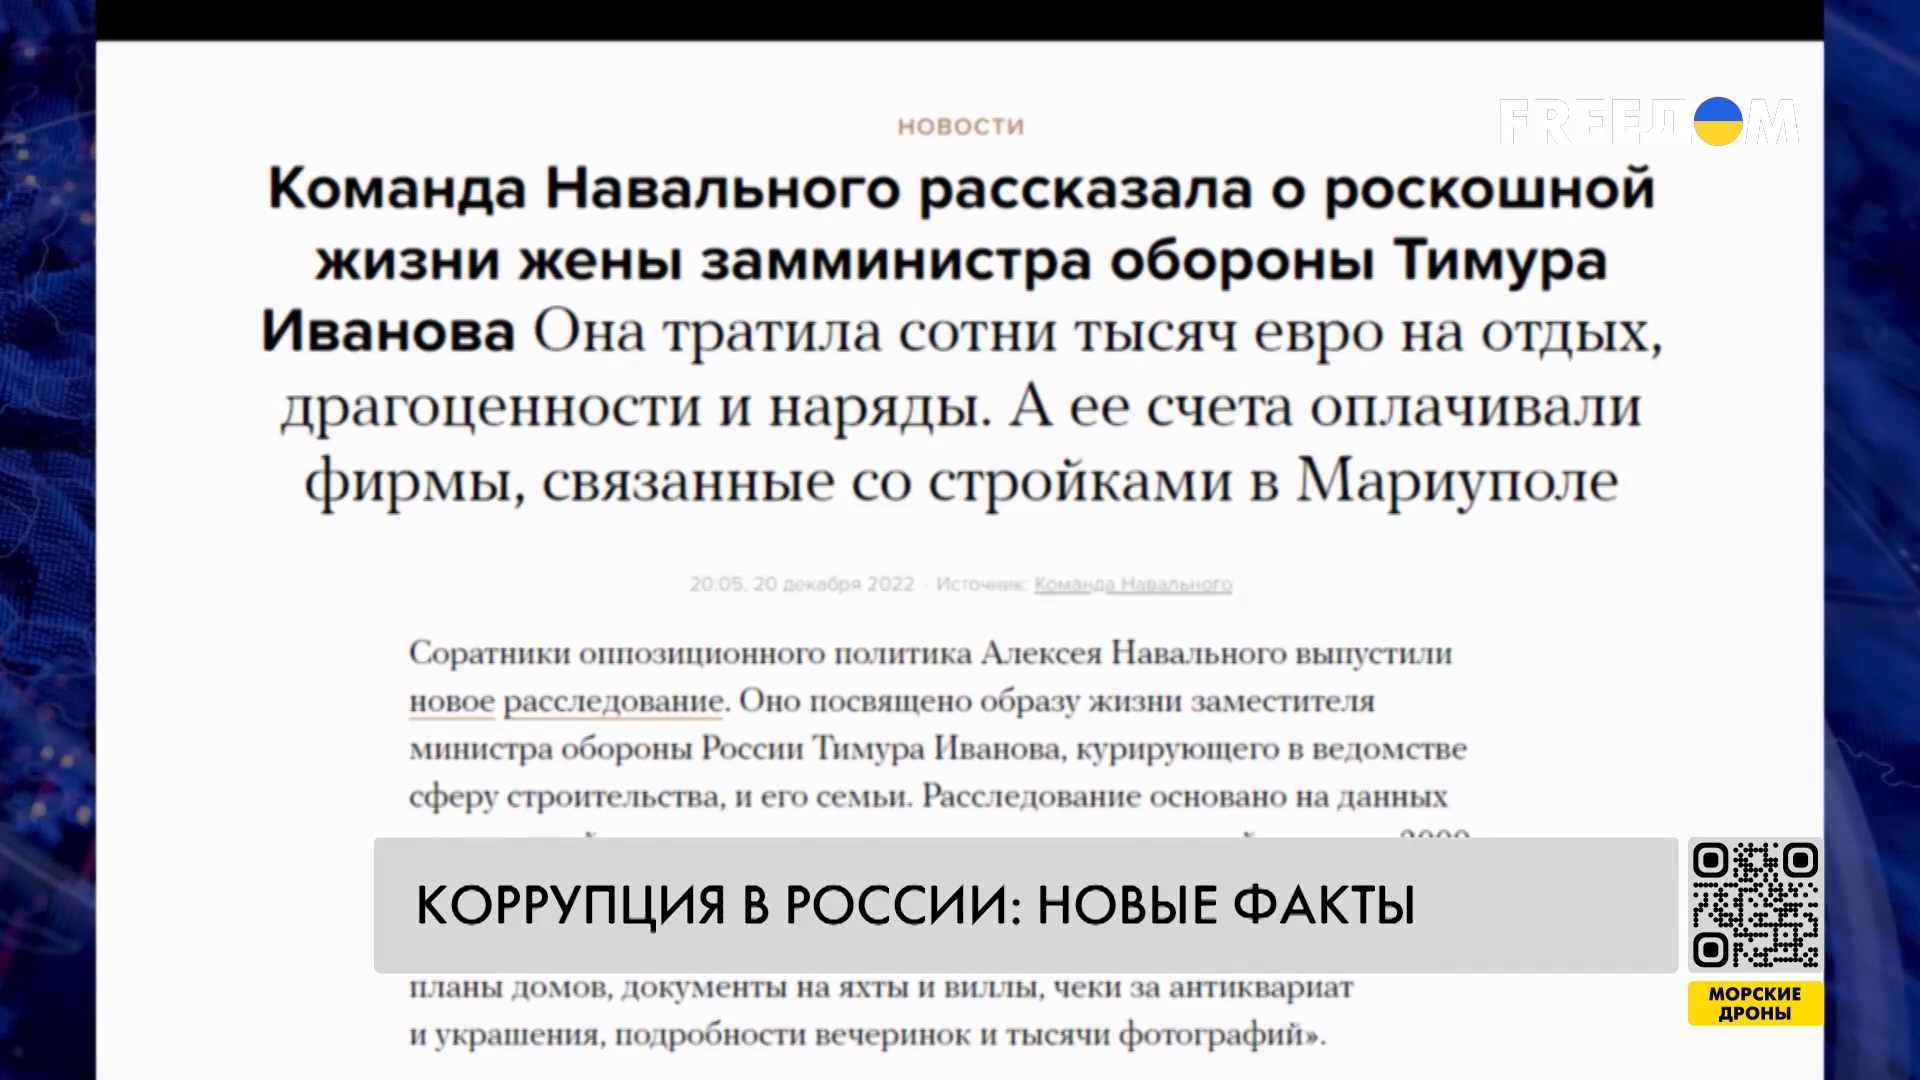 НОВОСТИ
FREEДOM
Команда Навального рассказала о роскошной
жизни жены замминистра обороны Тимура
Иванова Она тратила сотни тысяч евро на отдых,
драгоценности и наряды. А ее счета оплачивали
фирмы, связанные со стройками в Мариуполе
20:05, 20 декабря 2022 · Источник: Команда Навального
Соратники оппозиционного политика Алексея Навального выпустили
новое расследование. Оно посвящено образу жизни заместителя
министра обороны России Тимура Иванова, курирующего в ведомстве
сферу строительства, и его семьи. Расследование основано на данных
КОРРУПЦИЯ В РОССИИ: НОВЫЕ ФАКТЫ
планы домов, документы на яхты и виллы, чеки за антиквариат
и украшения, подробности вечеринок и тысячи фотографий».
МОРСКИЕ
ДРОНЫ